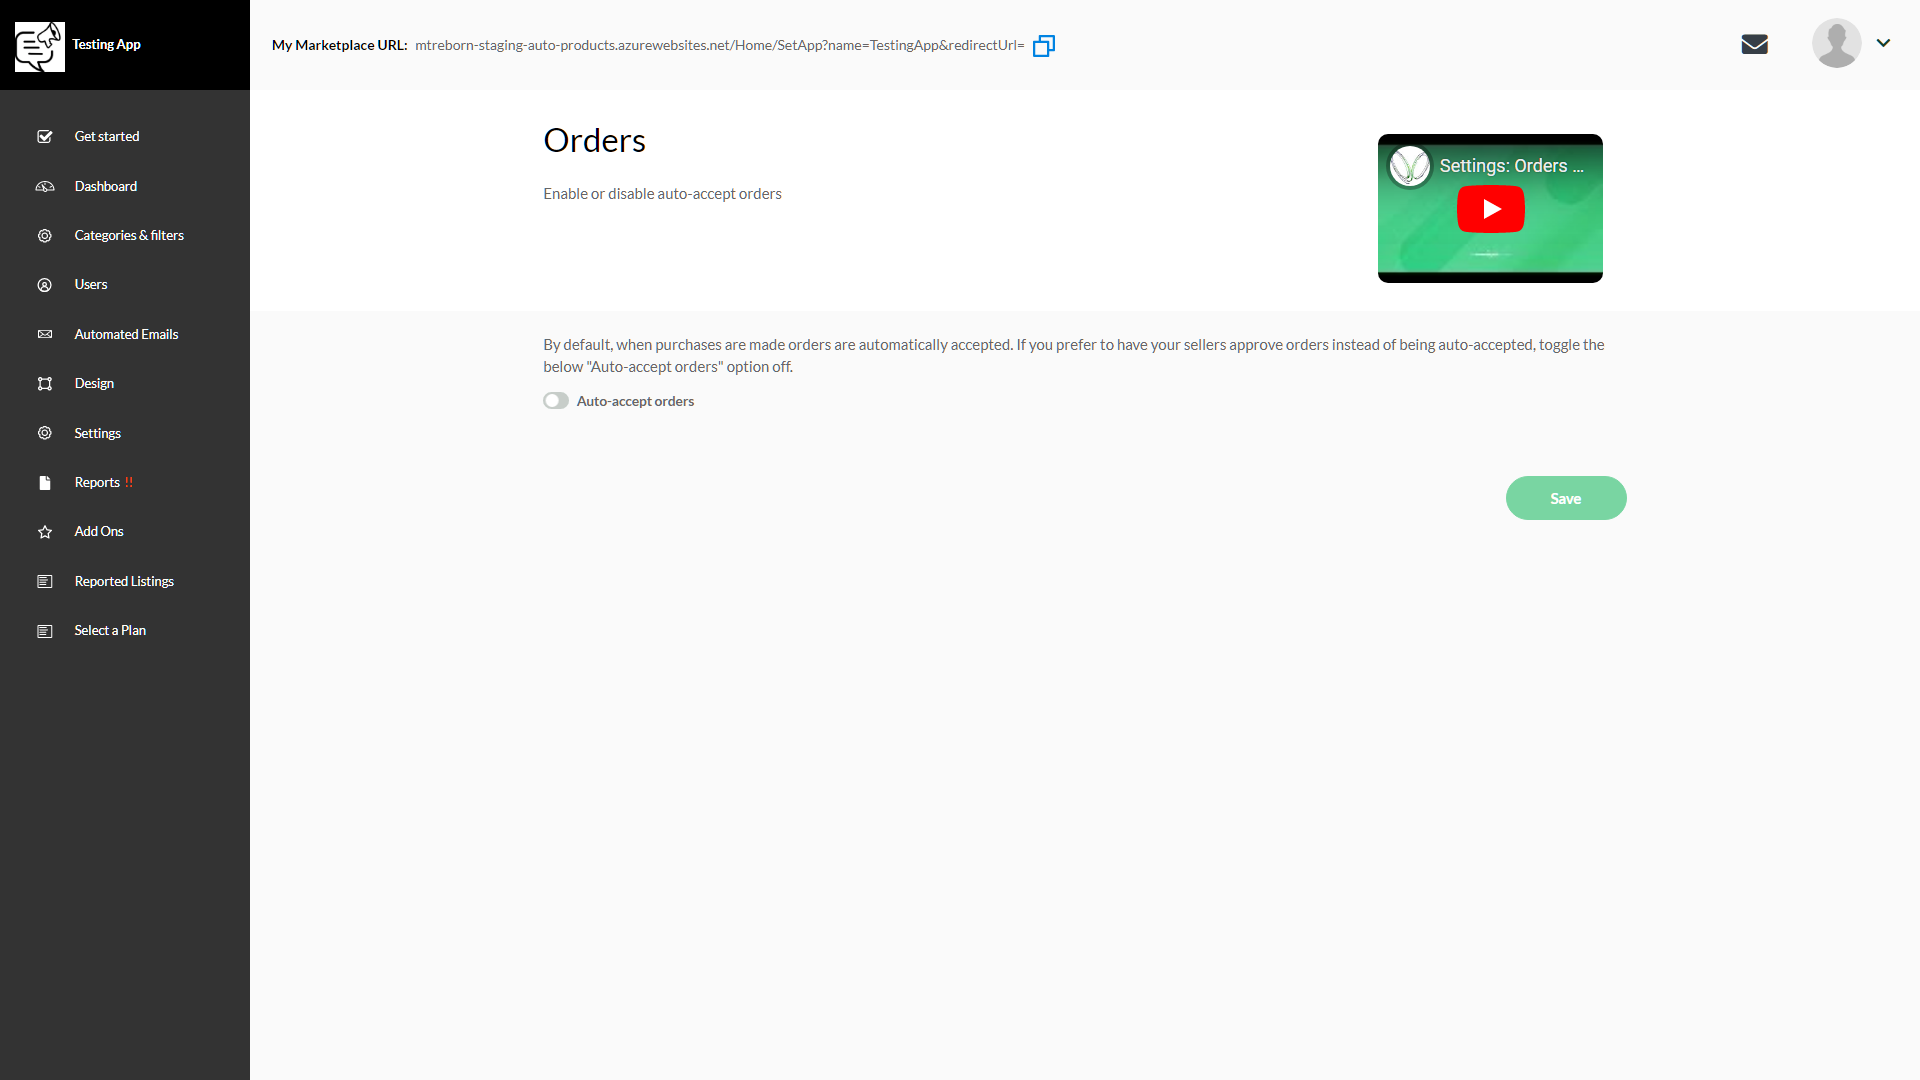 Testing App
My Marketplace URL: mtreborn-staging-auto-products.azurewebsites.net/Home/SetApp?name=TestingApp&redirectUrl=
Get started
Dashboard
Categories & filters
Users
Automated Emails
Design
Settings
Reports !!
Add Ons
Reported Listings
Select a Plan
Orders
Enable or disable auto-accept orders
Settings: Orders ...
By default, when purchases are made orders are automatically accepted. If you prefer to have your sellers approve orders instead of being auto-accepted, toggle the
below "Auto-accept orders" option off.
Auto-accept orders
Save